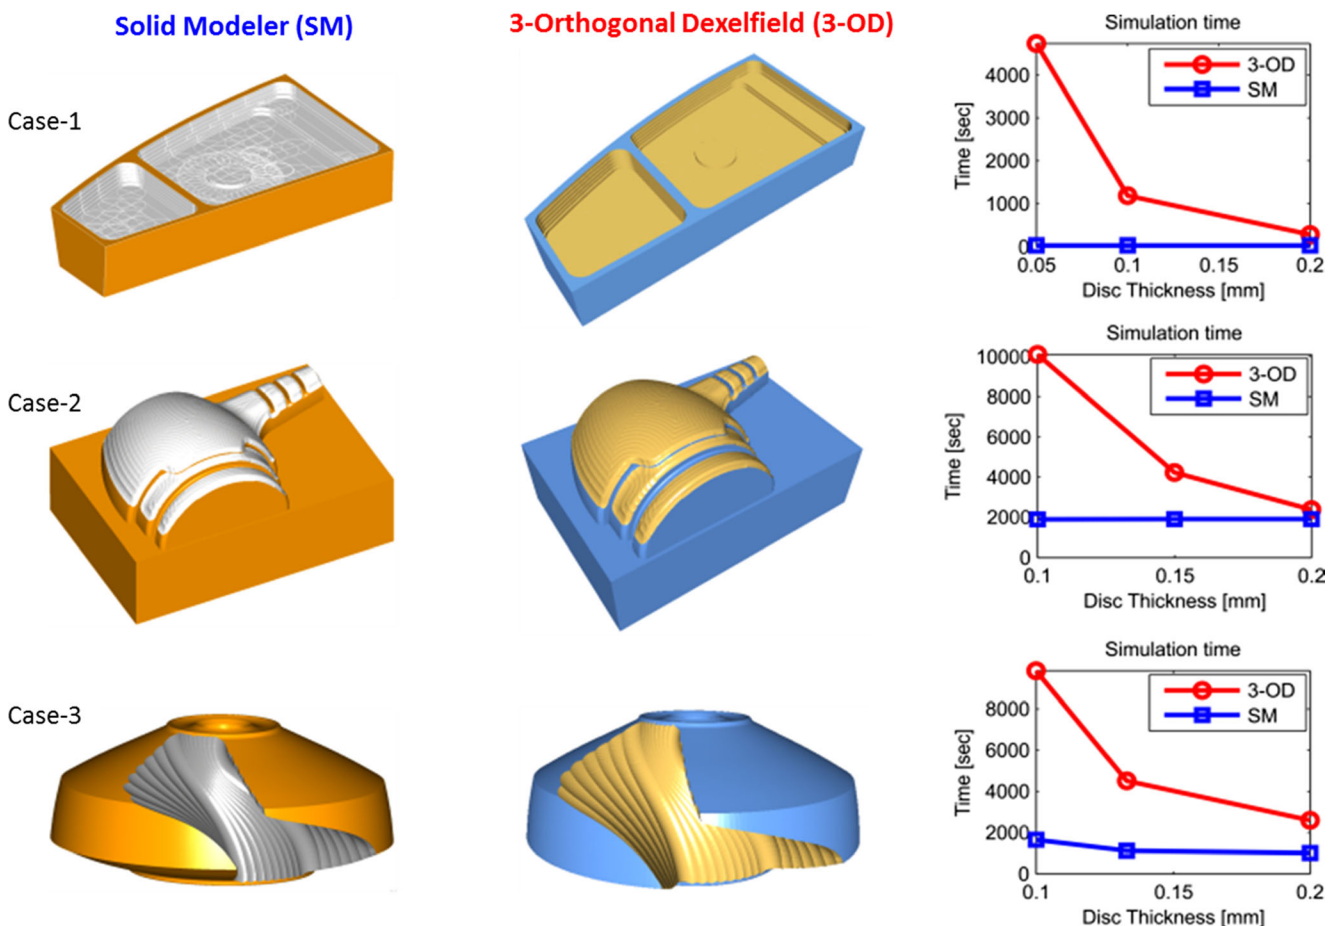 Solid Modeler (SM)
3-Orthogonal Dexelfield (3-OD)
Case-1
Simulation time
3-OD
SM
Time [sec]
4000
3000
2000
1000
0
0.05 0.1 0.15 0.2
Disc Thickness [mm]
Case-2
Simulation time
3-OD
SM
Time [sec]
10000
8000
6000
4000
2000
0
0.1 0.15 0.2
Disc Thickness [mm]
Case-3
Simulation time
3-OD
SM
Time [sec]
8000
6000
4000
2000
0
0.1 0.15 0.2
Disc Thickness [mm]